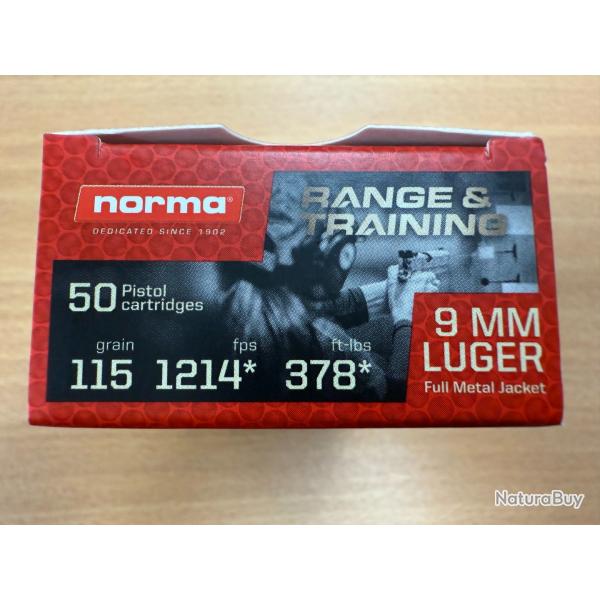 norma®
DEDICATED SINCE 1902
RANGE &
TRAINING
50 Pistol cartridges
grain fps ft-lbs
115 1214* 378*
9 MM
LUGER
Full Metal Jacket
NaturaBuy